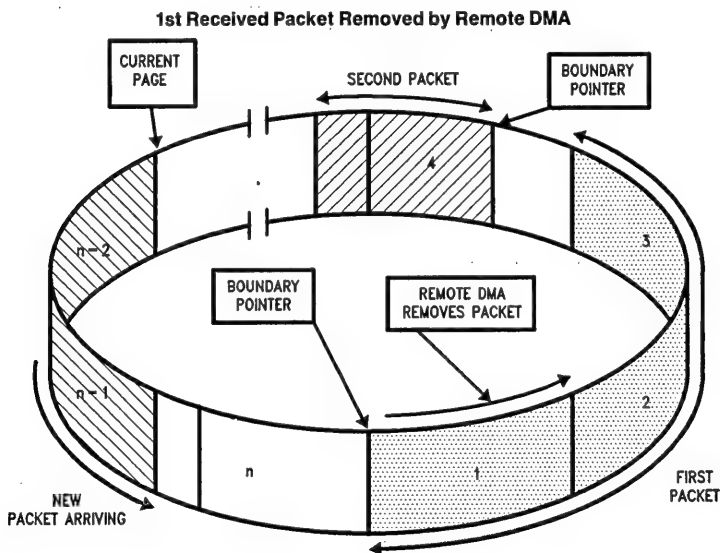 1st Received Packet Removed by Remote DMA
CURRENT
PAGE
SECOND PACKET
BOUNDARY
POINTER
4
n-2
3
BOUNDARY
POINTER
REMOTE DMA
REMOVES PACKET
n-1
2
n
1
NEW
PACKET ARRIVING
FIRST
PACKET